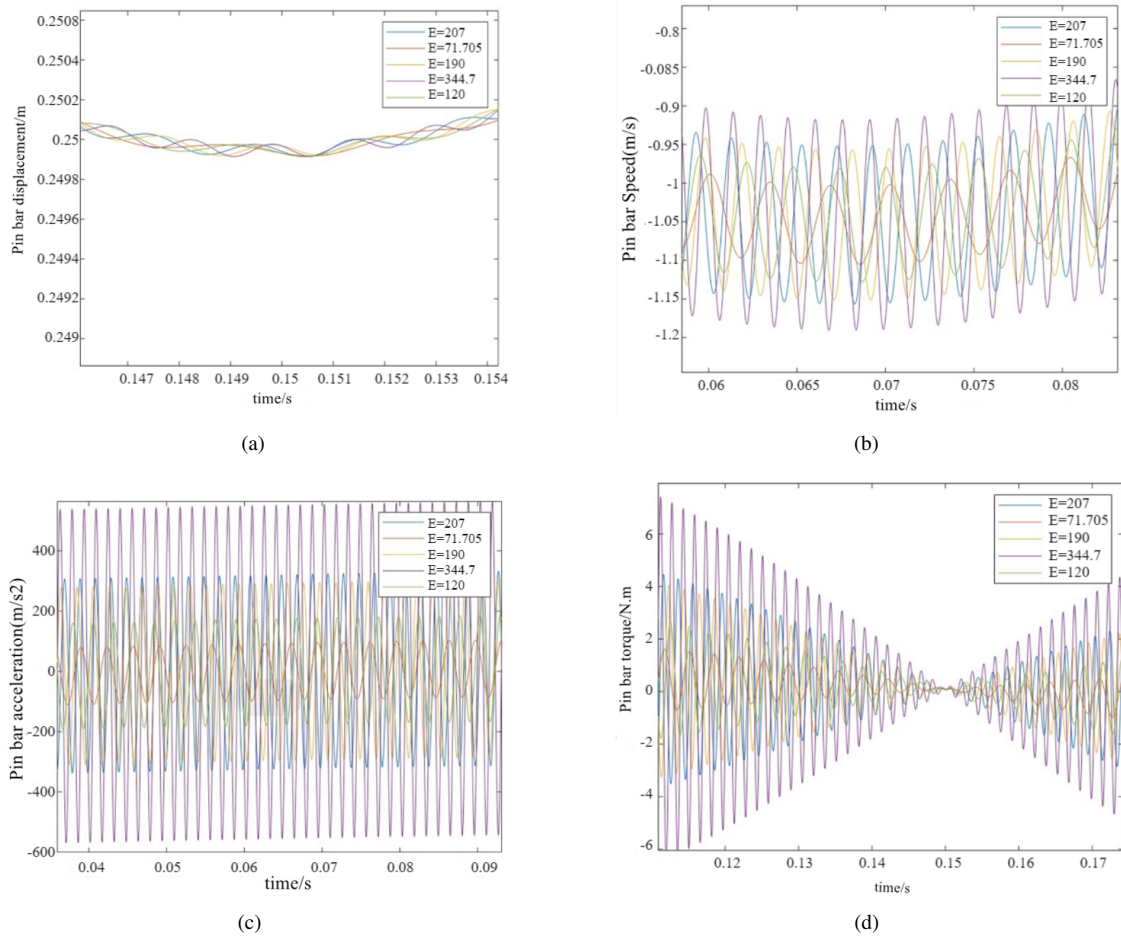 0.2508
0.2504
0.2502
0.25
0.2498
0.2496
0.2494
0.2492
0.249
Pin bar displacement/m
E=207
E=71.705
E=190
E=344.7
E=120
0.147 0.148 0.149 0.15 0.151 0.152 0.153 0.154
time/s
(a)
-0.8
-0.085
-0.9
-0.95
-1
-1.05
-1.1
-1.15
-1.2
Pin bar Speed(m/s)
E=207
E=71.705
E=190
E=344.7
E=120
0.06 0.065 0.07 0.075 0.08
time/s
(b)
400
200
0
-200
-400
-600
Pin bar acceleration(m/s2)
E=207
E=71.705
E=190
E=344.7
E=120
0.04 0.05 0.06 0.07 0.08 0.09
time/s
(c)
6
4
2
0
-2
-4
-6
Pin bar torque/N.m
E=207
E=71.705
E=190
E=344.7
E=120
0.12 0.13 0.14 0.15 0.16 0.17
time/s
(d)